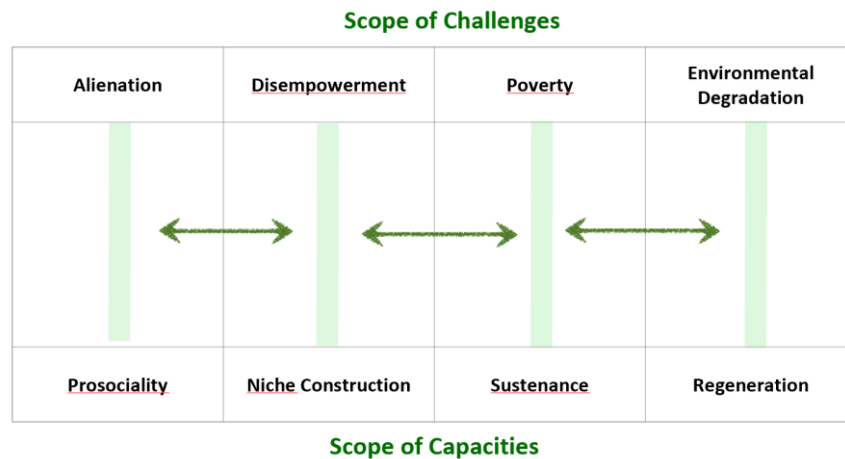 Scope of Challenges
Alienation
Disempowerment
Poverty
Environmental
Degradation
Prosociality
Niche Construction
Sustenance
Regeneration
Scope of Capacities